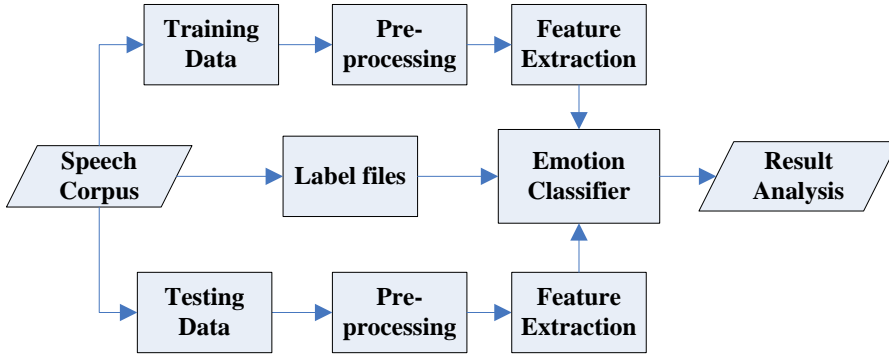 Training
Data
Pre-
processing
Feature
Extraction
Speech
Corpus
Label files
Emotion
Classifier
Result
Analysis
Testing
Data
Pre-
processing
Feature
Extraction